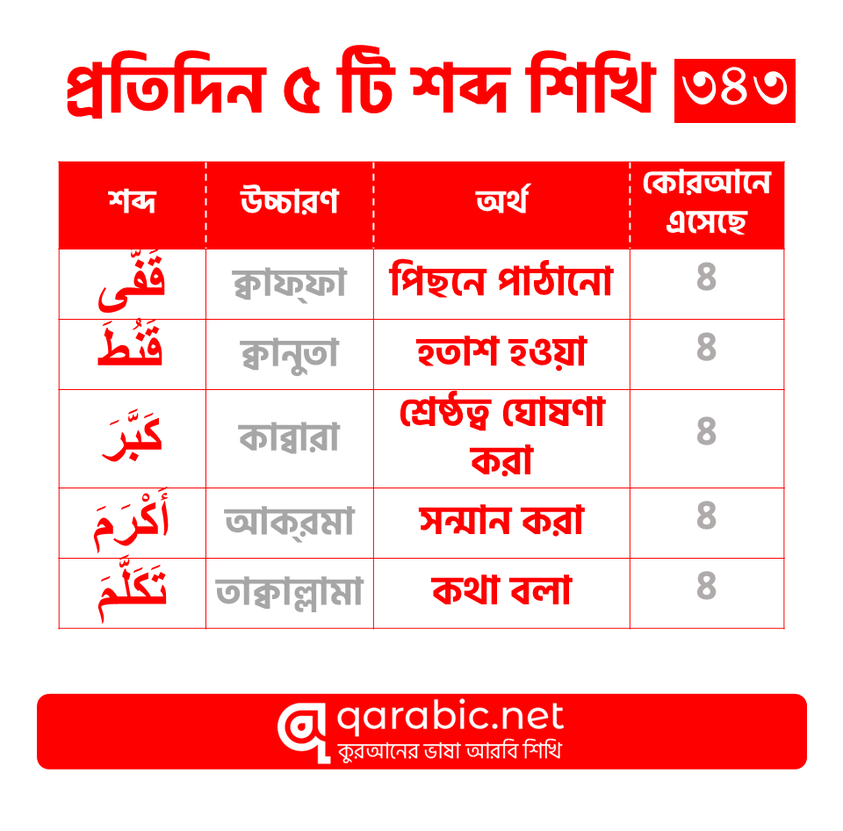 প্রতিদিন ৫ টি শব্দ শিখি ৩৪৩
শব্দ উচ্চারণ অর্থ কোরআনে এসেছে
قَفَّى ক্বাফ্ফা পিছনে পাঠানো ৪
قَنُطَ ক্বানুতা হতাশ হওয়া ৪
كَبَّرَ কাব্বারা শ্রেষ্ঠত্ব ঘোষণা করা ৪
أَكْرَمَ আক্রমা সন্মান করা ৪
تَكَلَّمَ তাক্বাল্লামা কথা বলা ৪
qarabic.net
কুরআনের ভাষা আরবি শিখি